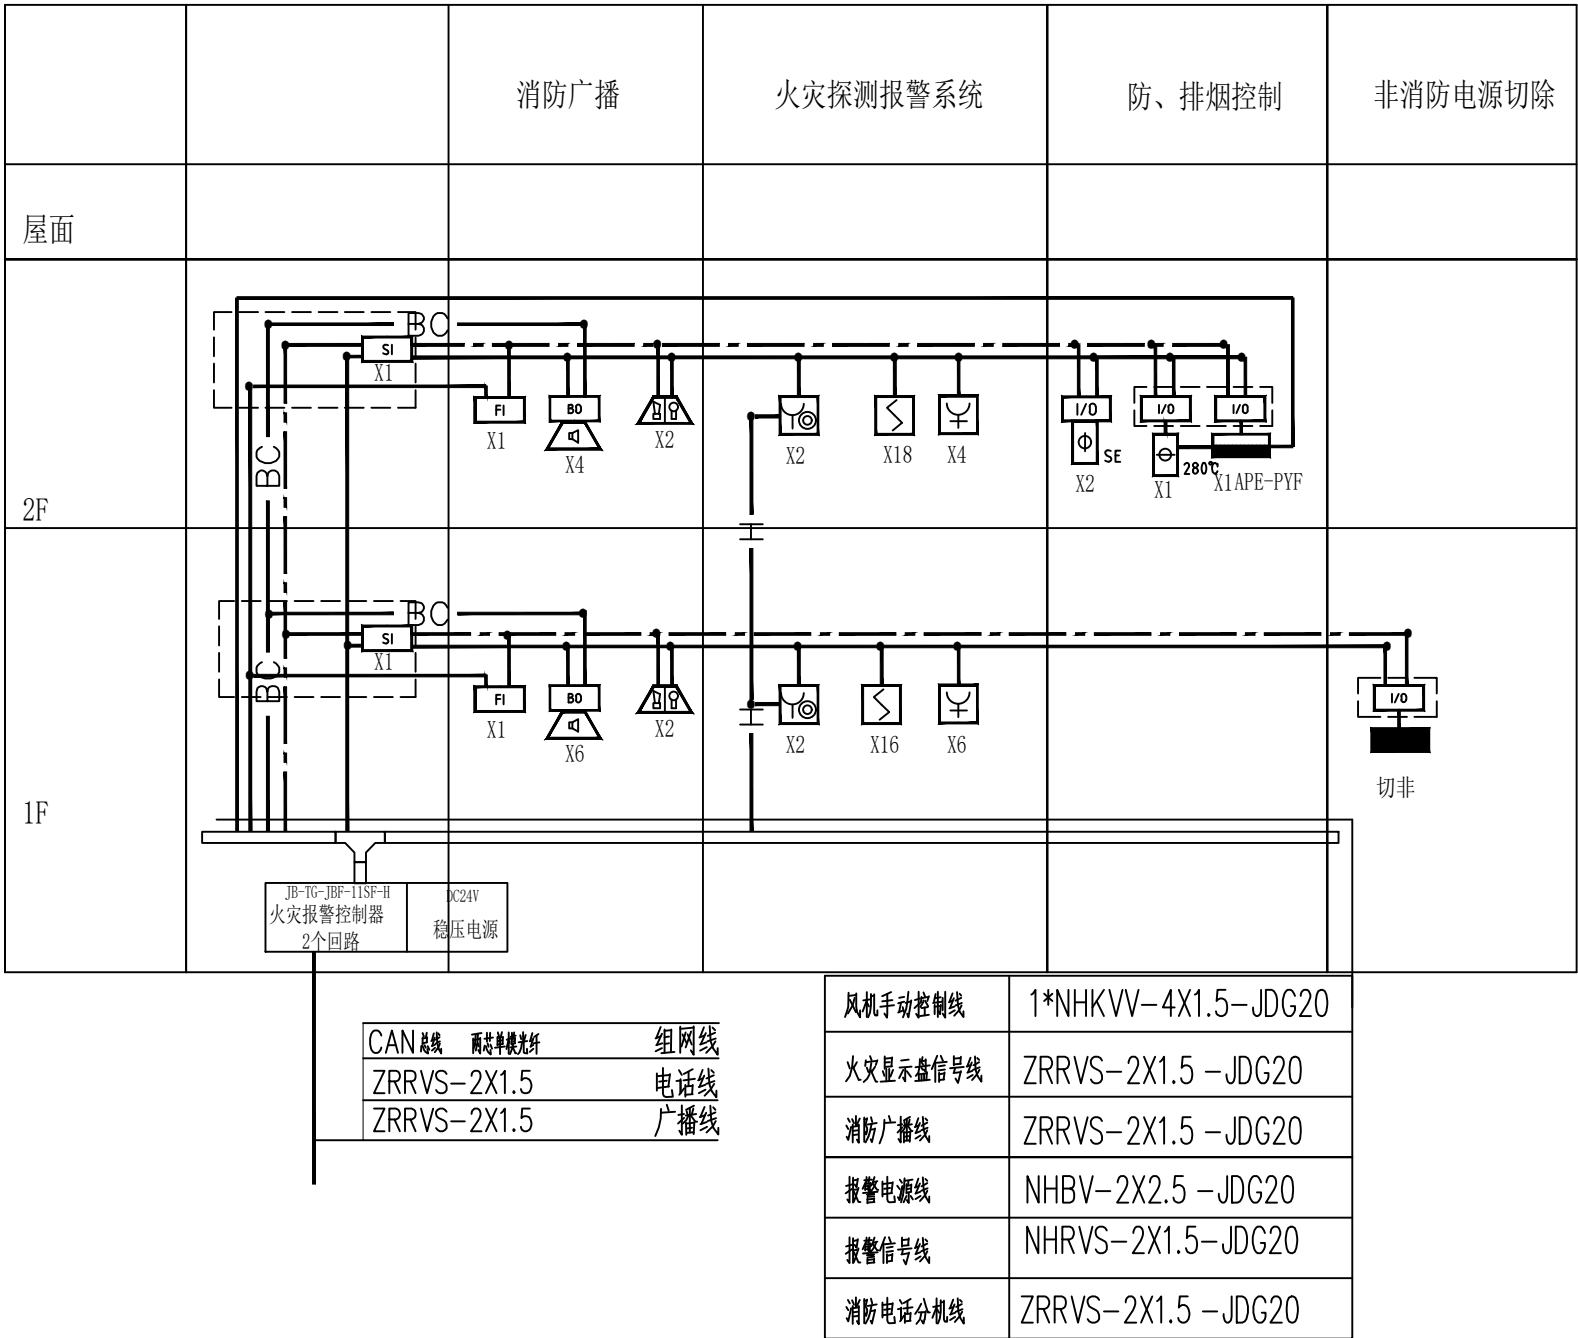 消防广播
火灾探测报警系统
防、排烟控制
非消防电源切除
屋面
BC
SI
X1
FI
X1
BO
X4
X2
X2
X18
X4
I/O
SE
X2
I/O
280℃
X1
I/O
X1APE-PYF
BC
2F
BC
SI
X1
FI
X1
BO
X6
X2
X2
X16
X6
I/O
切非
BC
1F
JB-TG-JBF-11SF-H
火灾报警控制器
2个回路
DC24V
稳压电源
CAN总线 两芯单模光纤 组网线
ZRRVS-2X1.5 电话线
ZRRVS-2X1.5 广播线
风机手动控制线 1*NHKVV-4X1.5-JDG20
火灾显示盘信号线 ZRRVS-2X1.5 -JDG20
消防广播线 ZRRVS-2X1.5 -JDG20
报警电源线 NHBV-2X2.5 -JDG20
报警信号线 NHRVS-2X1.5-JDG20
消防电话分机线 ZRRVS-2X1.5 -JDG20